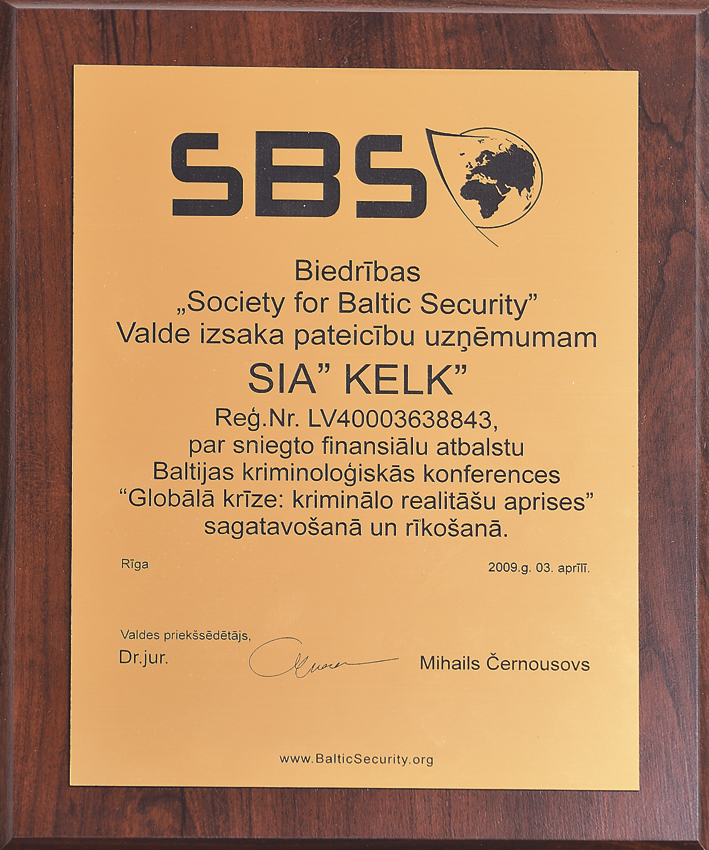 SBS
Biedrības
„Society for Baltic Security”
Valde izsaka pateicību uzņēmumam
SIA” KELK”
Reģ.Nr. LV40003638843,
par sniegto finansiālu atbalstu
Baltijas kriminoloģiskās konferences
“Globālā krīze: kriminālo realitāšu aprises”
sagatavošanā un rīkošanā.
Rīga 2009.g. 03. aprīlī.
Valdes priekšsēdētājs,
Dr.jur. Mihails Černousovs
www.BalticSecurity.org